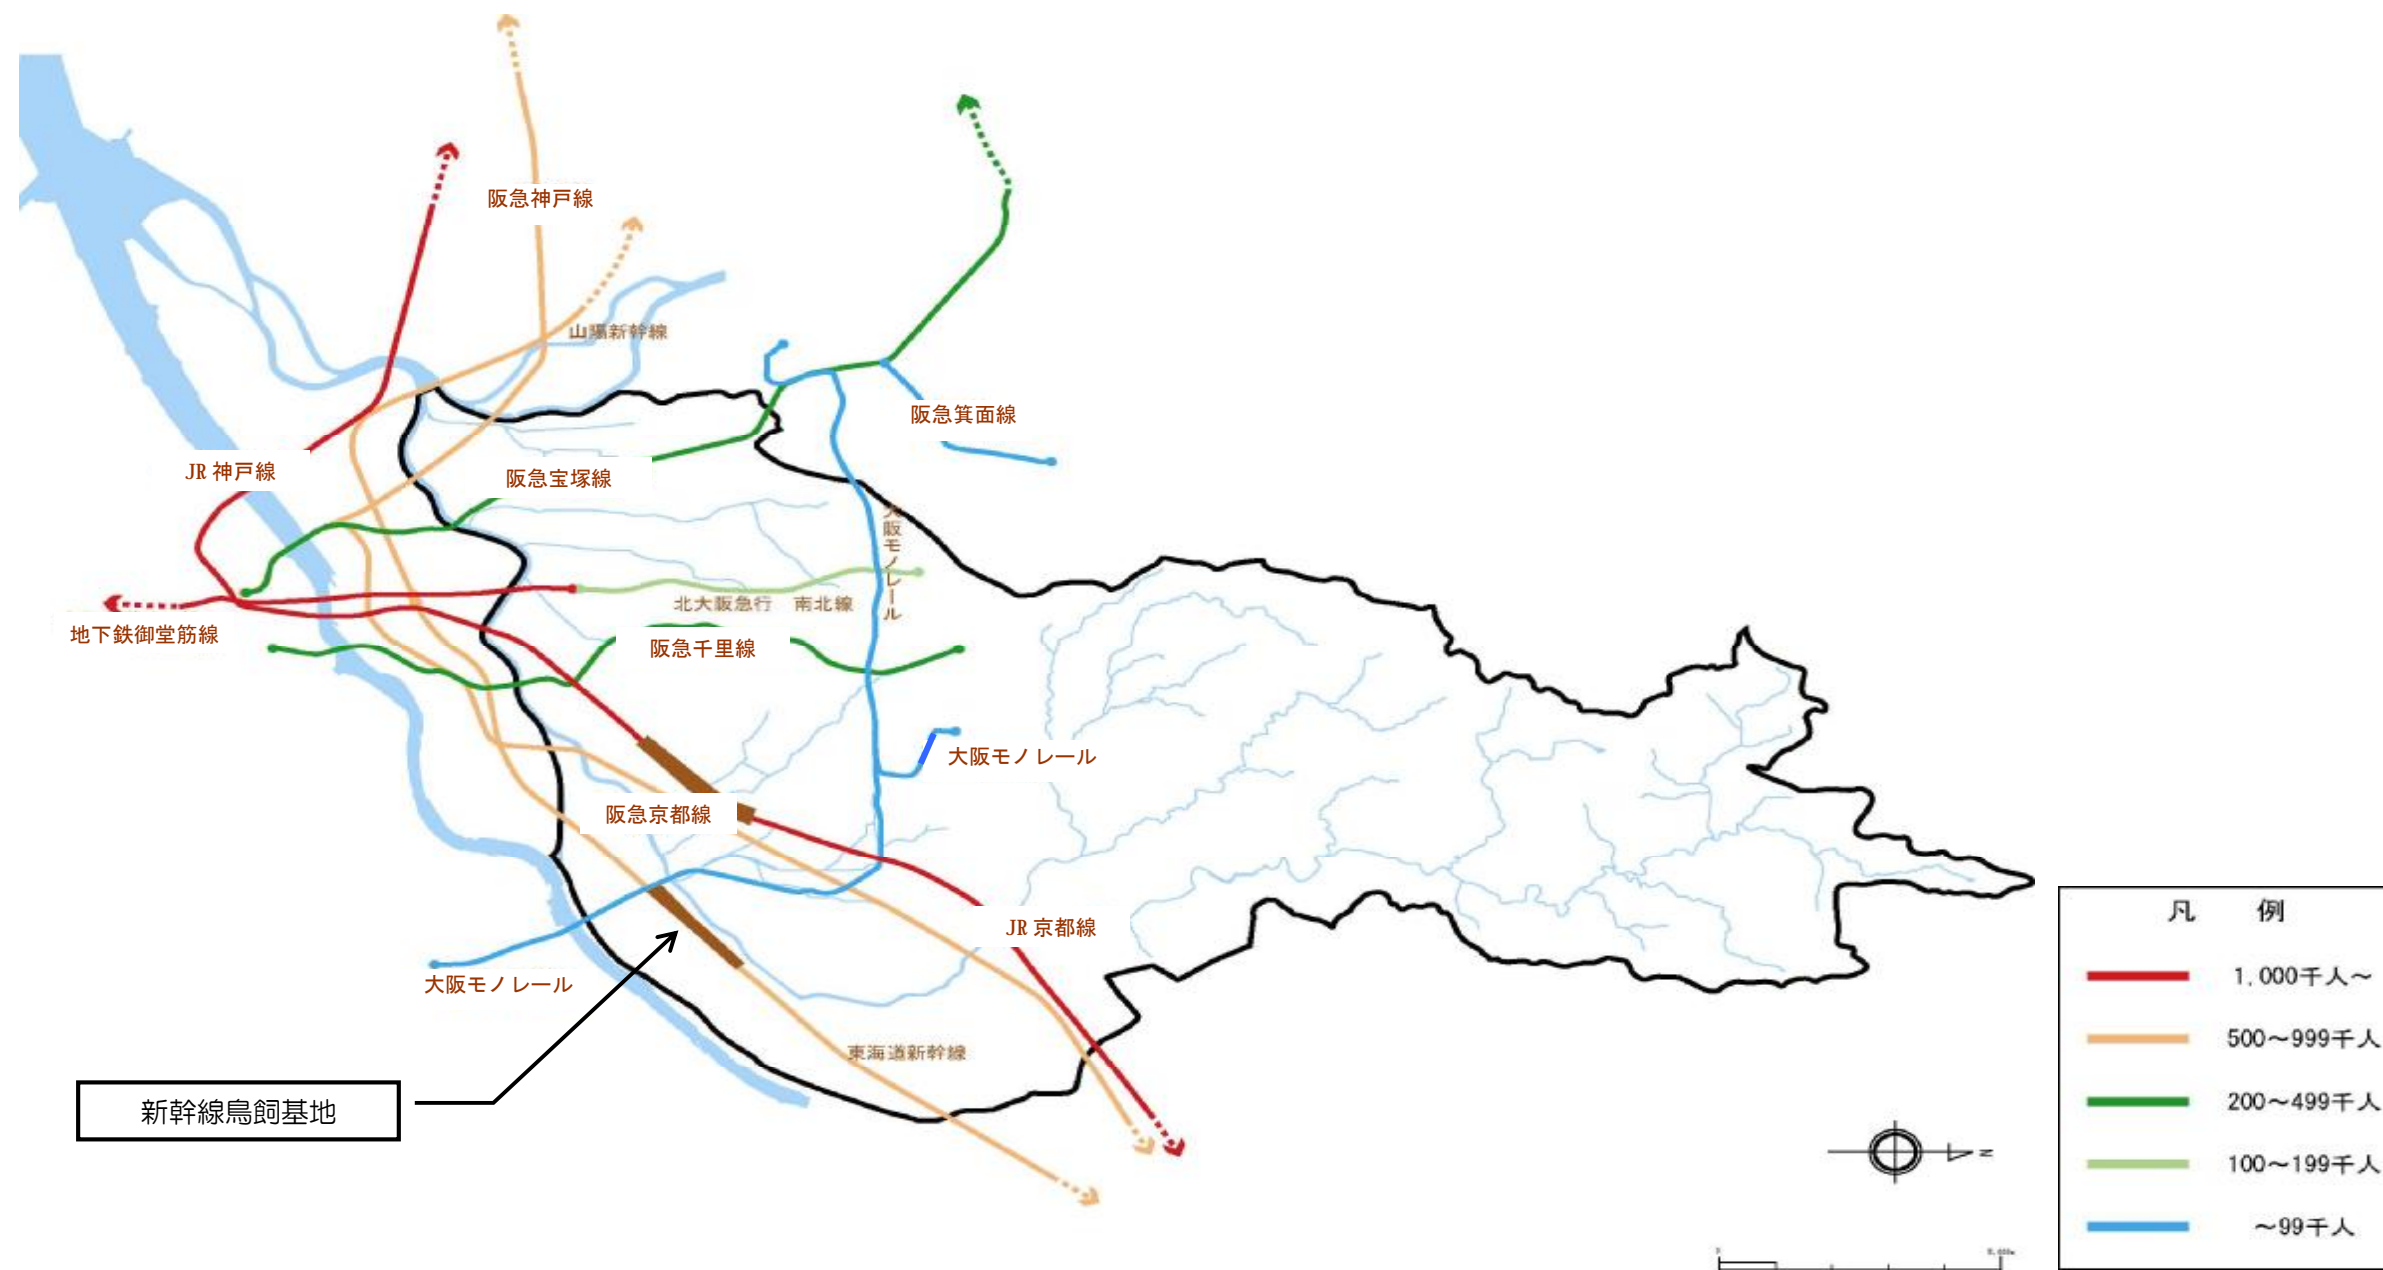 阪急神戸線
山陽新幹線
阪急箕面線
JR 神戸線
阪急宝塚線
大阪モノレール
北大阪急行 南北線
地下鉄御堂筋線
阪急千里線
大阪モノレール
阪急京都線
JR 京都線
大阪モノレール
東海道新幹線
新幹線鳥飼基地
凡 例
1,000千人～
500～999千人
200～499千人
100～199千人
～99千人
N
0